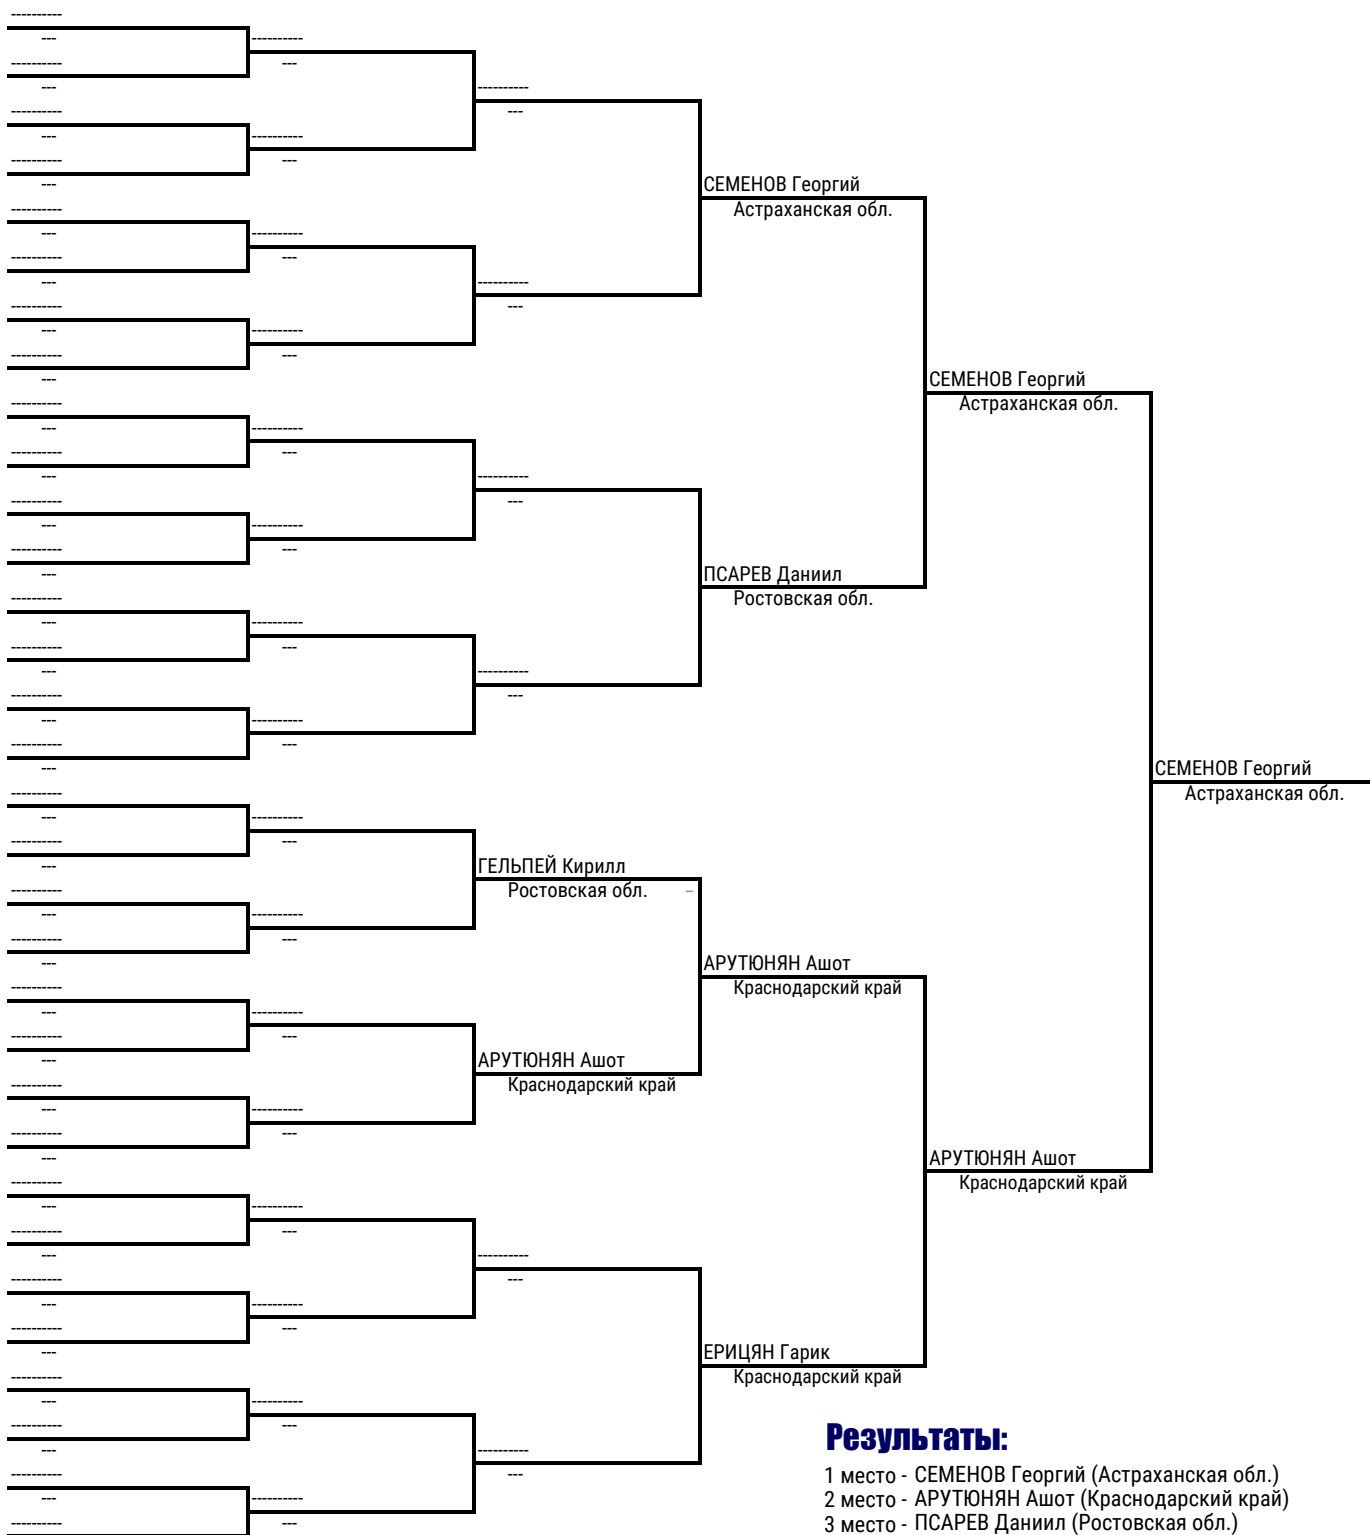 СЕМЕНОВ Георгий
Астраханская обл.
СЕМЕНОВ Георгий
Астраханская обл.
ПСАРЕВ Даниил
Ростовская обл.
СЕМЕНОВ Георгий
Астраханская обл.
ГЕЛЬПЕЙ Кирилл
Ростовская обл.
АРУТЮНЯН Ашот
Краснодарский край
АРУТЮНЯН Ашот
Краснодарский край
АРУТЮНЯН Ашот
Краснодарский край
ЕРИЦЯН Гарик
Краснодарский край
Результаты:
1 место - СЕМЕНОВ Георгий (Астраханская обл.)
2 место - АРУТЮНЯН Ашот (Краснодарский край)
3 место - ПСАРЕВ Даниил (Ростовская обл.)